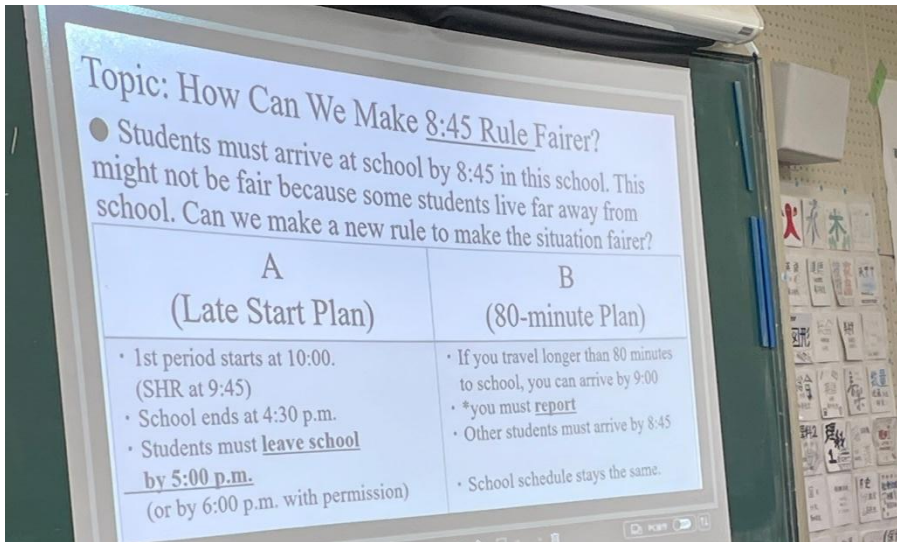 Topic: How Can We Make 8:45 Rule Fairer?
● Students must arrive at school by 8:45 in this school. This
might not be fair because some students live far away from
school. Can we make a new rule to make the situation fairer?
A
(Late Start Plan)
・1st period starts at 10:00.
(SHR at 9:45)
・School ends at 4:30 p.m.
・Students must leave school
by 5:00 p.m.
(or by 6:00 p.m. with permission)
B
(80-minute Plan)
・If you travel longer than 80 minutes
to school, you can arrive by 9:00
・*you must report
・Other students must arrive by 8:45
・School schedule stays the same.